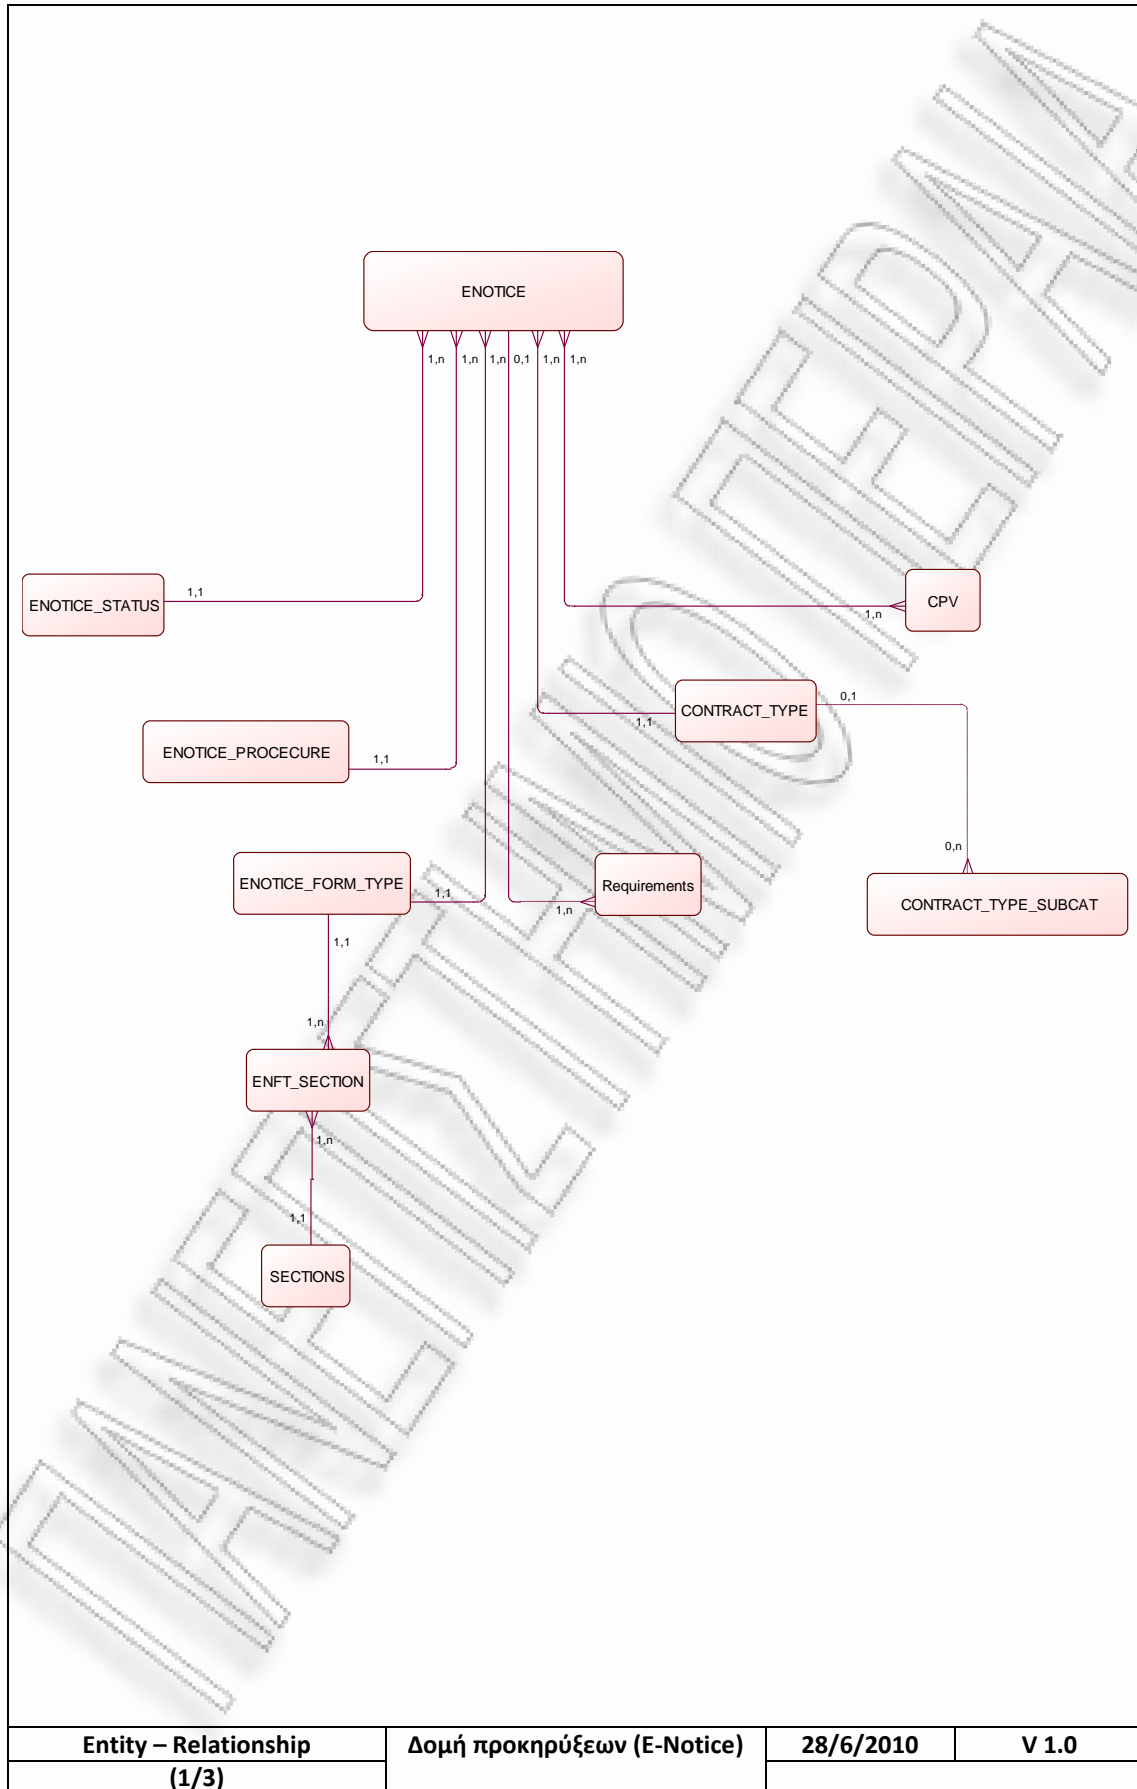 ENOTICE
1,n
1,n
1,n
0,1
1,n
1,n
ENOTICE_STATUS
1,1
CPV
1,n
CONTRACT_TYPE
1,1
0,1
ENOTICE_PROCECURE
1,1
0,n
ENOTICE_FORM_TYPE
1,1
Requirements
1,n
CONTRACT_TYPE_SUBCAT
1,1
1,n
ENFT_SECTION
1,n
1,1
SECTIONS
ΠΑΝΕΠΙΣΤΗΜΙΟ ΠΕΙΡΑΙΑ
Entity – Relationship
(1/3)
Δομή προκηρύξεων (E-Notice)
28/6/2010
V 1.0